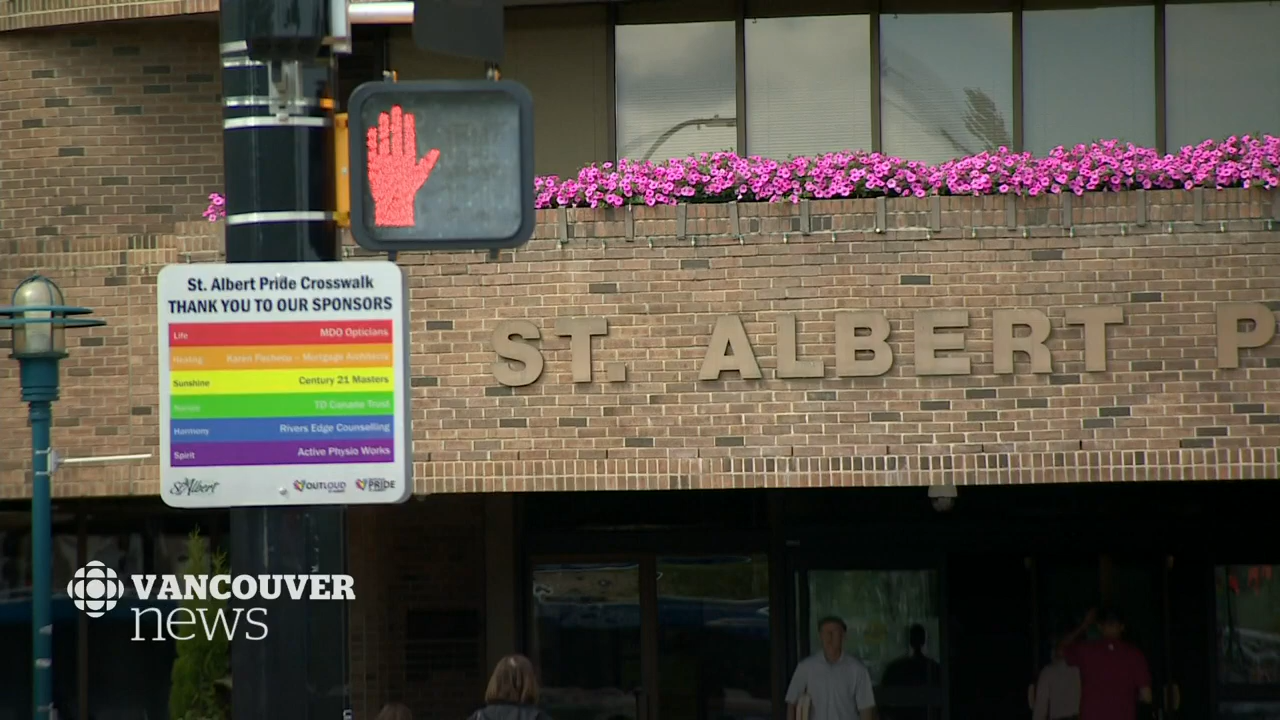 St. Albert Pride Crosswalk
THANK YOU TO OUR SPONSORS
Life MDO Opticians
Healing Karen Pacheco - Mortgage Architects
Sunshine Century 21 Masters
Nature TD Canada Trust
Harmony Rivers Edge Counselling
Spirit Active Physio Works
St. Albert OUTLOUD PRIDE
ST. ALBERT P
VANCOUVER
news